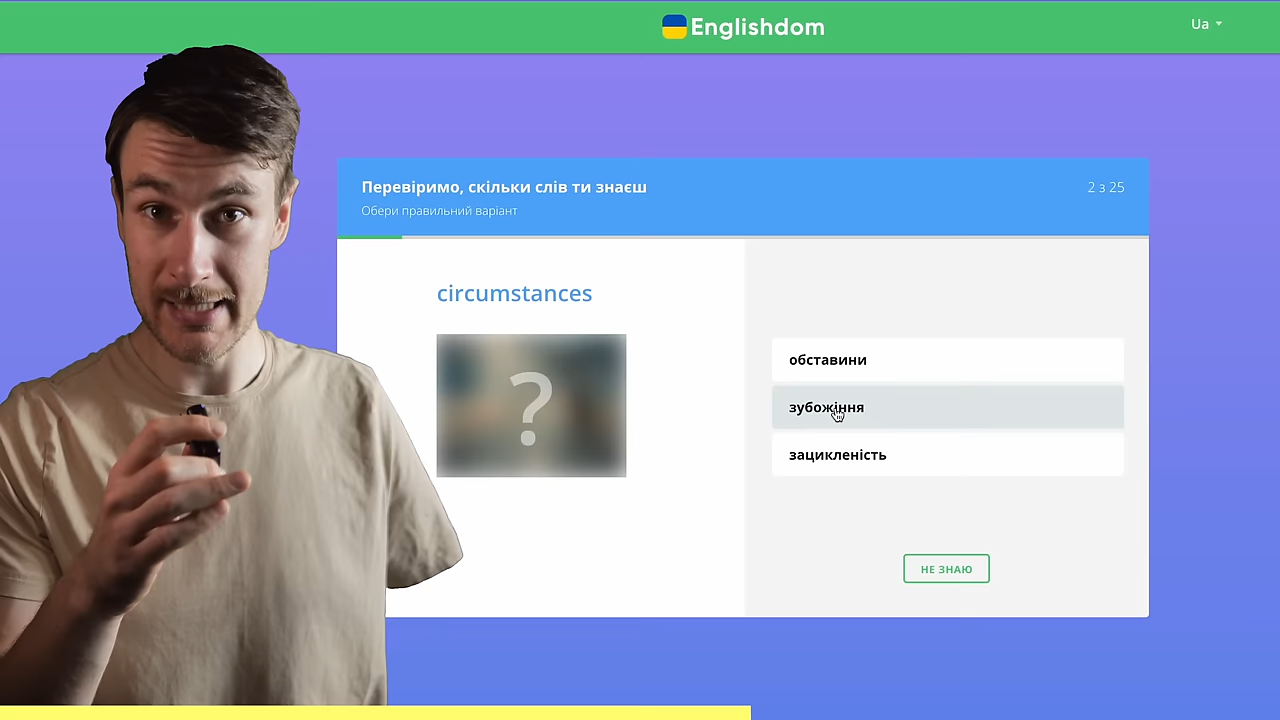 Englishdom
Ua
Перевіримо, скільки слів ти знаєш
2 з 25
Обери правильний варіант
circumstances
?
обставини
зубожіння
зацикленість
НЕ ЗНАЮ